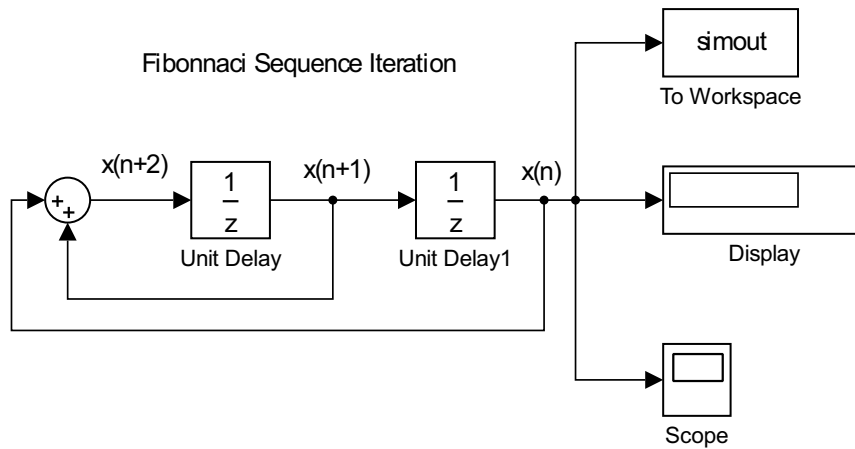 simout
Fibonnaci Sequence Iteration
To Workspace
x(n+2)
x(n+1)
x(n)
1
z
1
z
+
+
Unit Delay
Unit Delay1
Display
Scope